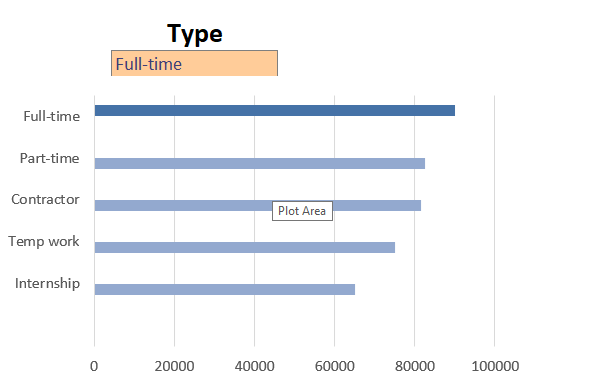 Type
Full-time
Full-time
Part-time
Contractor
Plot Area
Temp work
Internship
0 20000 40000 60000 80000 100000